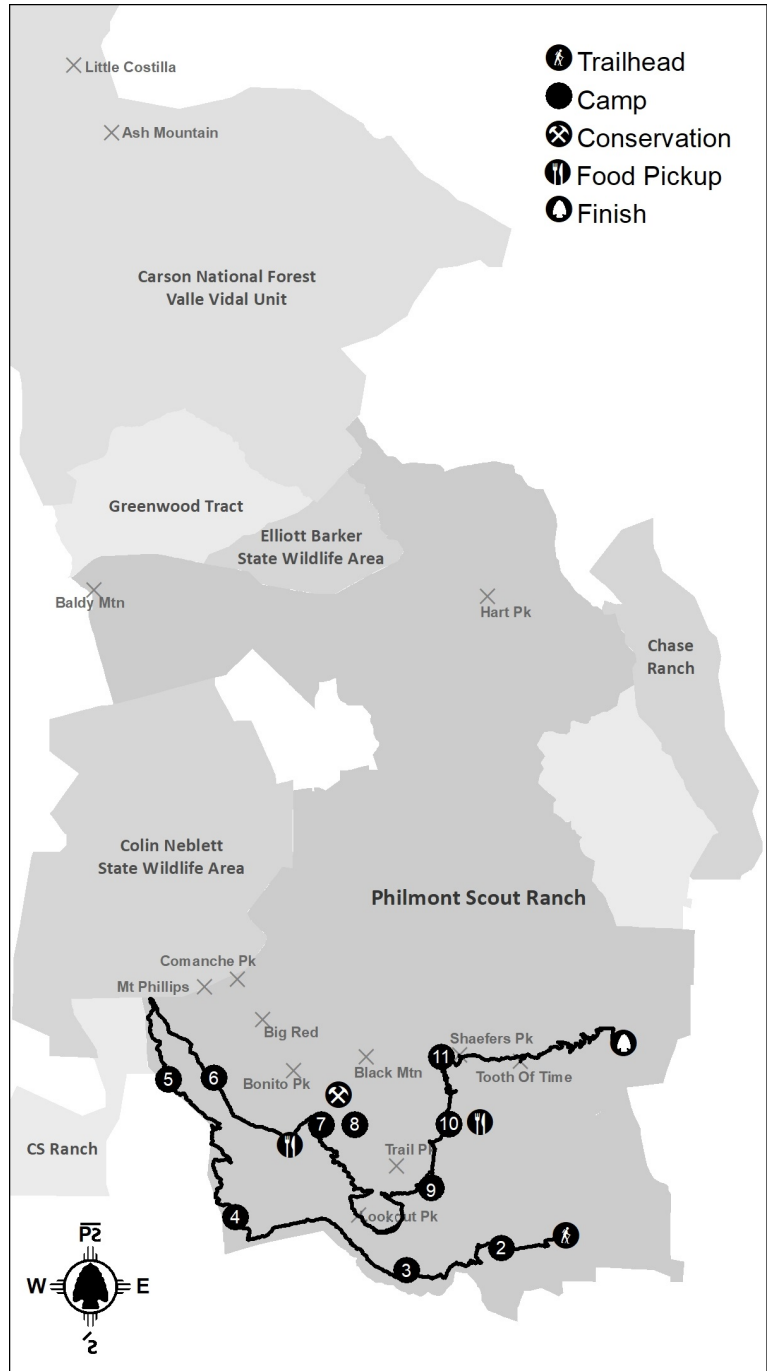 Trailhead
Camp
Conservation
Food Pickup
Finish
Little Costilla
Ash Mountain
Carson National Forest
Valle Vidal Unit
Greenwood Tract
Elliott Barker
State Wildlife Area
Baldy Mtn
Hart Pk
Chase
Ranch
Colin Neblett
State Wildlife Area
Philmont Scout Ranch
Comanche Pk
Mt Phillips
Big Red
Shaefers Pk
11
Black Mtn
Tooth Of Time
5
6
Bonito Pk
7
8
10
CS Ranch
Trail Pk
9
4
Lookout Pk
2
3
W
E